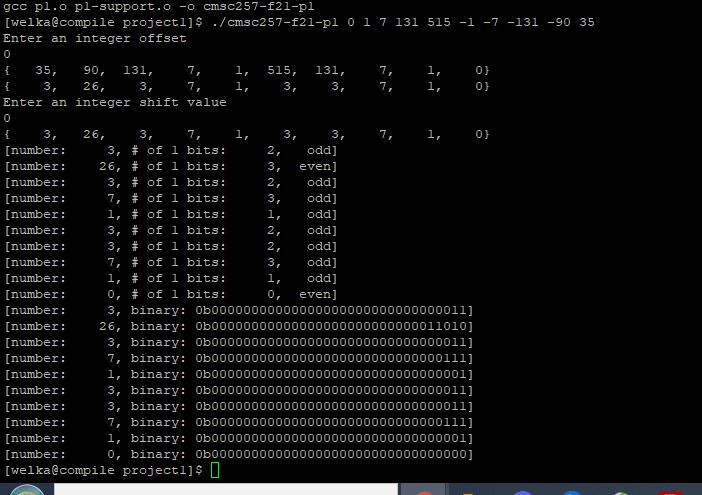 gcc p1.o p1-support.o -o cmsc257-f21-p1
[welka@compile project1]$ ./cmsc257-f21-p1 0 1 7 131 515 -1 -7 -131 -90 35
Enter an integer offset
0
{   35,   90,  131,    7,    1,  515,  131,    7,    1,    0}
{    3,   26,    3,    7,    1,    3,    3,    7,    1,    0}
Enter an integer shift value
0
{    3,   26,    3,    7,    1,    3,    3,    7,    1,    0}
[number:     3, # of 1 bits:     2,   odd]
[number:    26, # of 1 bits:     3,  even]
[number:     3, # of 1 bits:     2,   odd]
[number:     7, # of 1 bits:     3,   odd]
[number:     1, # of 1 bits:     1,   odd]
[number:     3, # of 1 bits:     2,   odd]
[number:     3, # of 1 bits:     2,   odd]
[number:     7, # of 1 bits:     3,   odd]
[number:     1, # of 1 bits:     1,   odd]
[number:     0, # of 1 bits:     0,  even]
[number:     3, binary: 0b00000000000000000000000000000011]
[number:    26, binary: 0b00000000000000000000000000011010]
[number:     3, binary: 0b00000000000000000000000000000011]
[number:     7, binary: 0b00000000000000000000000000000111]
[number:     1, binary: 0b00000000000000000000000000000001]
[number:     3, binary: 0b00000000000000000000000000000011]
[number:     3, binary: 0b00000000000000000000000000000011]
[number:     7, binary: 0b00000000000000000000000000000111]
[number:     1, binary: 0b00000000000000000000000000000001]
[number:     0, binary: 0b00000000000000000000000000000000]
[welka@compile project1]$